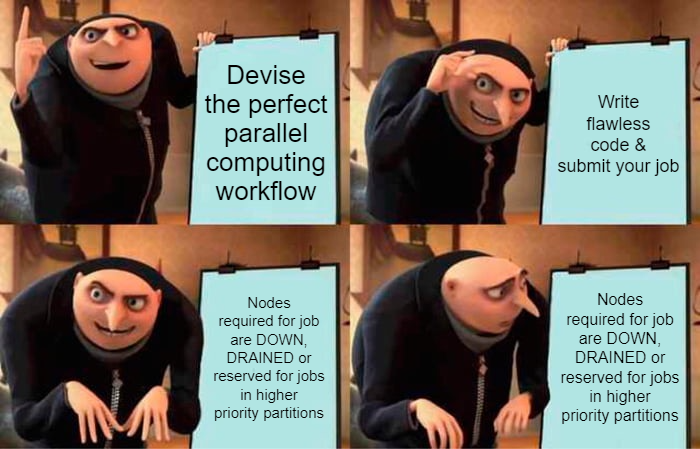 Devise
the perfect
parallel
computing
workflow
Write
flawless
code &
submit your job
Nodes
required for job
are DOWN,
DRAINED or
reserved for jobs
in higher
priority partitions
Nodes
required for job
are DOWN,
DRAINED or
reserved for jobs
in higher
priority partitions